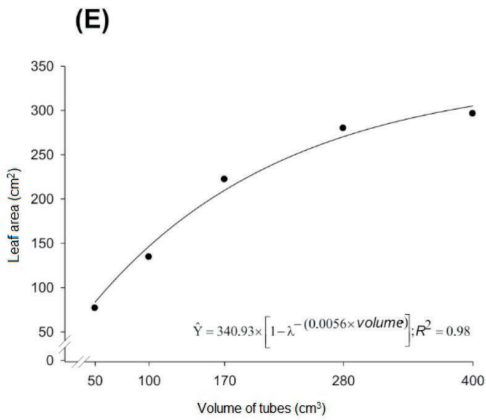 (E)
350
300
250
200
150
100
50
0
Leaf area (cm²)
Ŷ = 340.93×[1−λ^−(0.0056×volume)]; R² = 0.98
50 100 170 280 400
Volume of tubes (cm³)